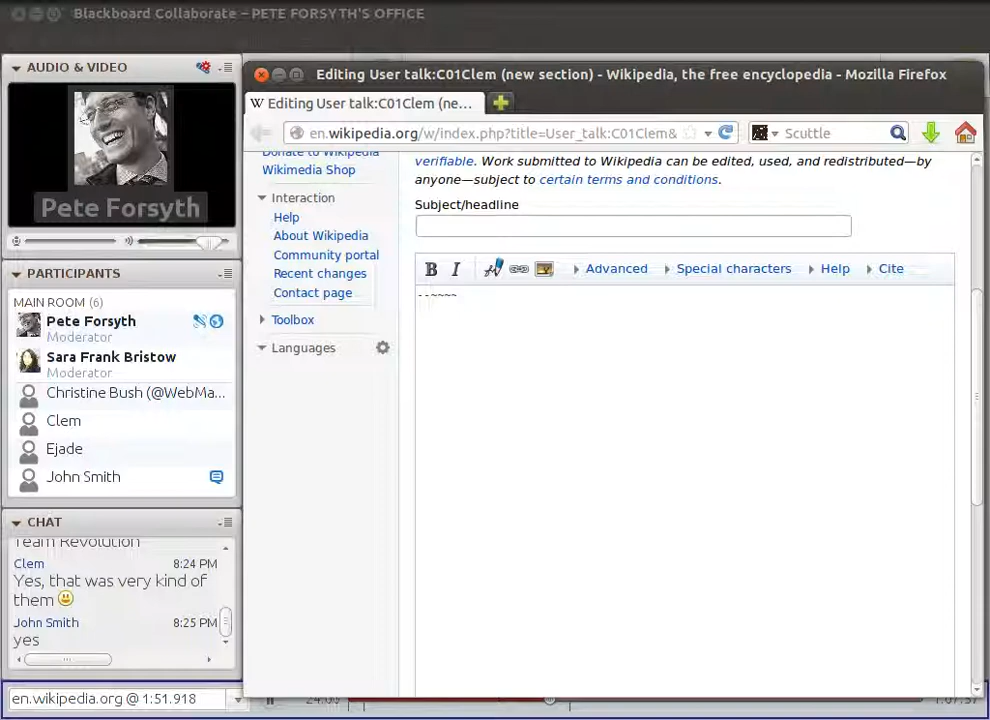 Blackboard Collaborate – PETE FORSYTH'S OFFICE
AUDIO & VIDEO
Pete Forsyth
PARTICIPANTS
MAIN ROOM (6)
Pete Forsyth
Moderator
Sara Frank Bristow
Moderator
Christine Bush (@WebMa...
Clem
Ejade
John Smith
CHAT
Team Revolution
Clem 8:24 PM
Yes, that was very kind of
them
John Smith 8:25 PM
yes
en.wikipedia.org @ 1:51.918
Editing User talk:C01Clem (new section) - Wikipedia, the free encyclopedia - Mozilla Firefox
W Editing User talk:C01Clem (ne...
en.wikipedia.org/w/index.php?title=User_talk:C01Clem&
Scuttle
Donate to Wikipedia
Wikimedia Shop
Interaction
Help
About Wikipedia
Community portal
Recent changes
Contact page
Toolbox
Languages
verifiable. Work submitted to Wikipedia can be edited, used, and redistributed—by
anyone—subject to certain terms and conditions.
Subject/headline
B I Advanced Special characters Help Cite
--~~~~